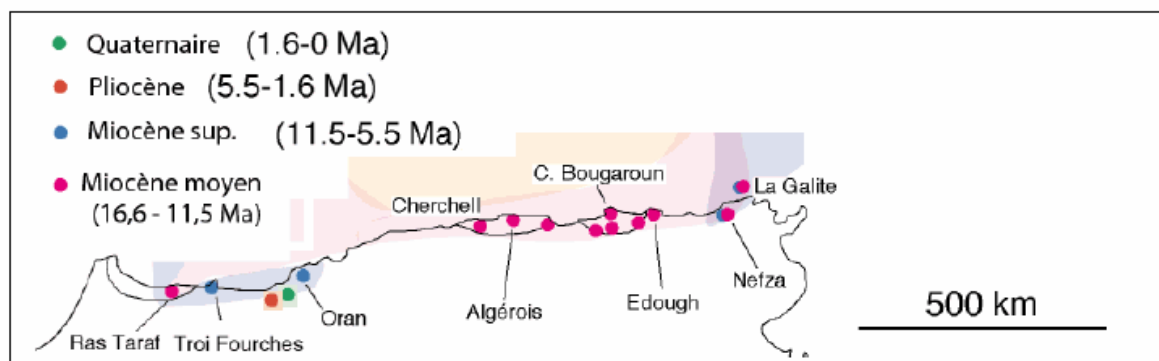 Quaternaire (1.6-0 Ma)
Pliocène (5.5-1.6 Ma)
Miocène sup. (11.5-5.5 Ma)
Miocène moyen
(16,6 - 11,5 Ma)
C. Bougaroun
La Galite
Cherchell
Nefza
Oran
Algérois
Edough
500 km
Ras Taraf
Troi Fourches